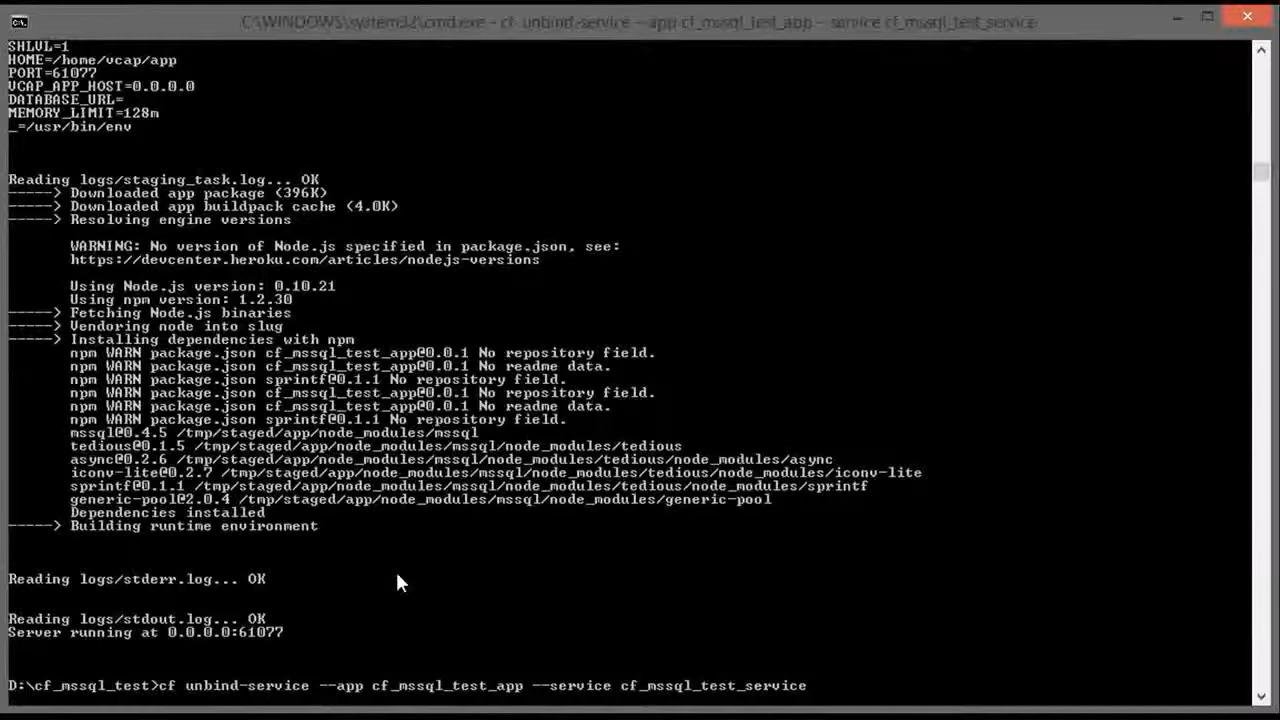 C:\WINDOWS\system32\cmd.exe - cf unbind-service --app cf_mssql_test_app --service cf_mssql_test_service
SHLVL=1
HOME=/home/vcap/app
PORT=61077
VCAP_APP_HOST=0.0.0.0
DATABASE_URL=
MEMORY_LIMIT=128m
_=/usr/bin/env
Reading logs/staging_task.log... OK
-----> Downloaded app package (396K)
-----> Downloaded app buildpack cache (4.0K)
-----> Resolving engine versions
WARNING: No version of Node.js specified in package.json, see:
https://devcenter.heroku.com/articles/nodejs-versions
Using Node.js version: 0.10.21
Using npm version: 1.2.30
-----> Fetching Node.js binaries
-----> Vendoring node into slug
-----> Installing dependencies with npm
npm WARN package.json cf_mssql_test_app@0.0.1 No repository field.
npm WARN package.json cf_mssql_test_app@0.0.1 No readme data.
npm WARN package.json sprintf@0.1.1 No repository field.
npm WARN package.json cf_mssql_test_app@0.0.1 No repository field.
npm WARN package.json cf_mssql_test_app@0.0.1 No readme data.
npm WARN package.json sprintf@0.1.1 No repository field.
mssql@0.4.5 /tmp/staged/app/node_modules/mssql
tedious@0.1.5 /tmp/staged/app/node_modules/mssql/node_modules/tedious
async@0.2.6 /tmp/staged/app/node_modules/mssql/node_modules/tedious/node_modules/async
iconv-lite@0.2.7 /tmp/staged/app/node_modules/mssql/node_modules/tedious/node_modules/iconv-lite
sprintf@0.1.1 /tmp/staged/app/node_modules/mssql/node_modules/tedious/node_modules/sprintf
generic-pool@2.0.4 /tmp/staged/app/node_modules/mssql/node_modules/generic-pool
Dependencies installed
-----> Building runtime environment
Reading logs/stderr.log... OK
Reading logs/stdout.log... OK
Server running at 0.0.0.0:61077
D:\cf_mssql_test>cf unbind-service --app cf_mssql_test_app --service cf_mssql_test_service